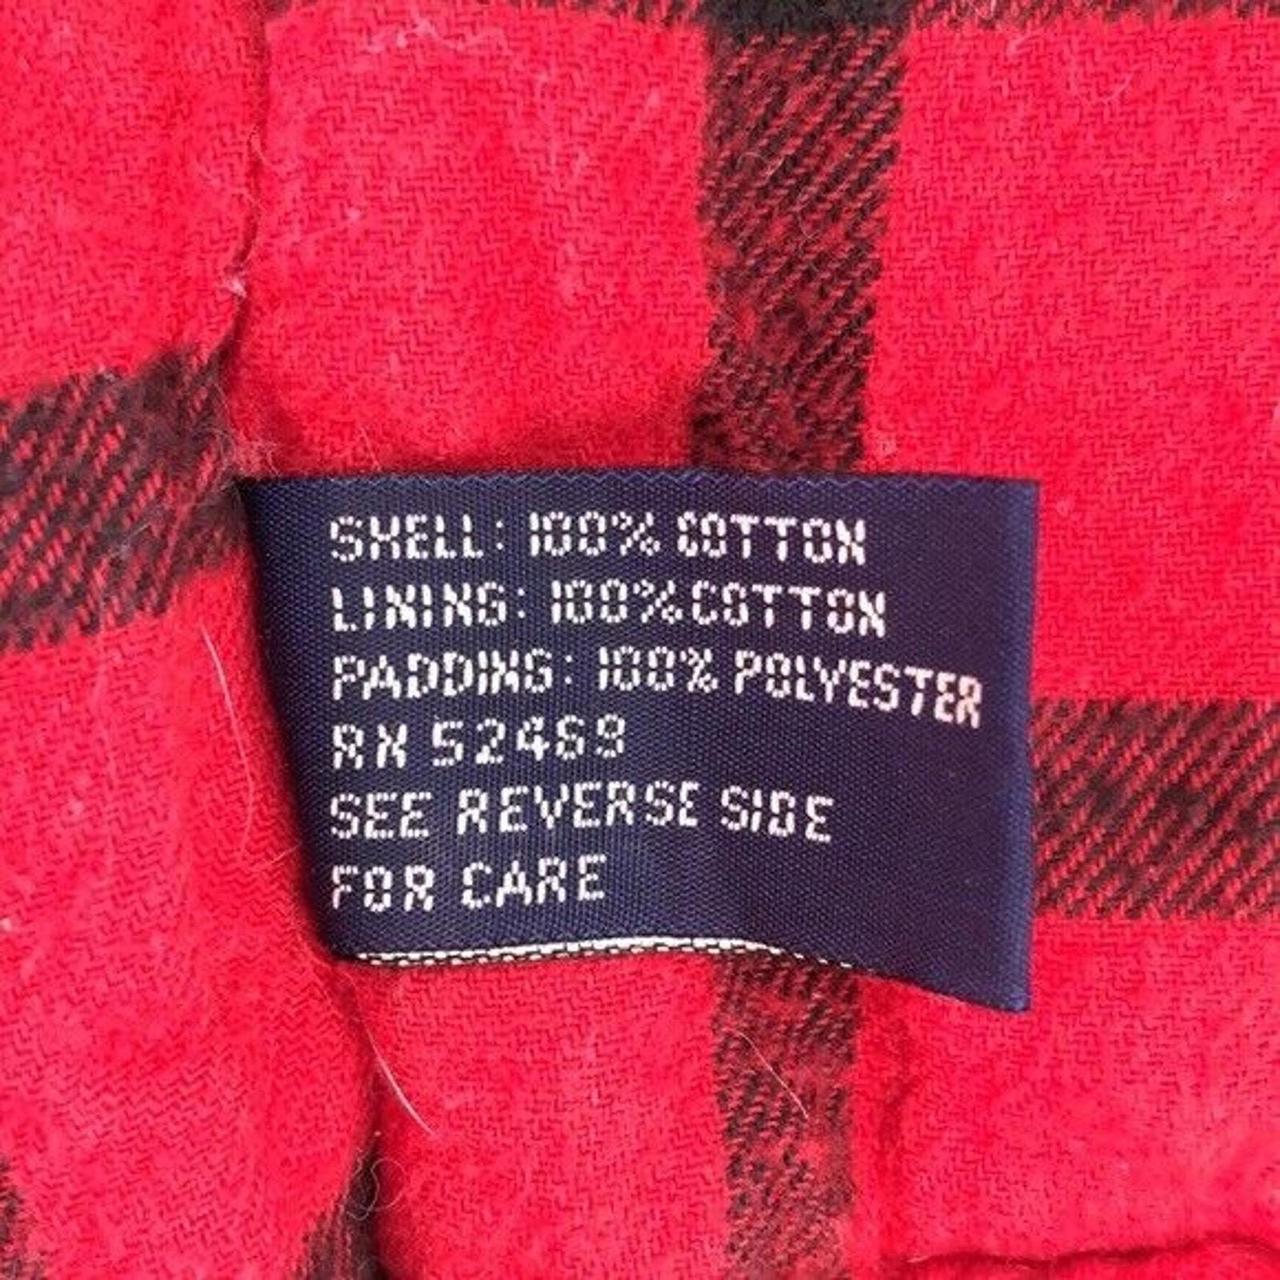 SHELL: 100% COTTON
LINING: 100% COTTON
PADDING: 100% POLYESTER
RN 52469
SEE REVERSE SIDE
FOR CARE